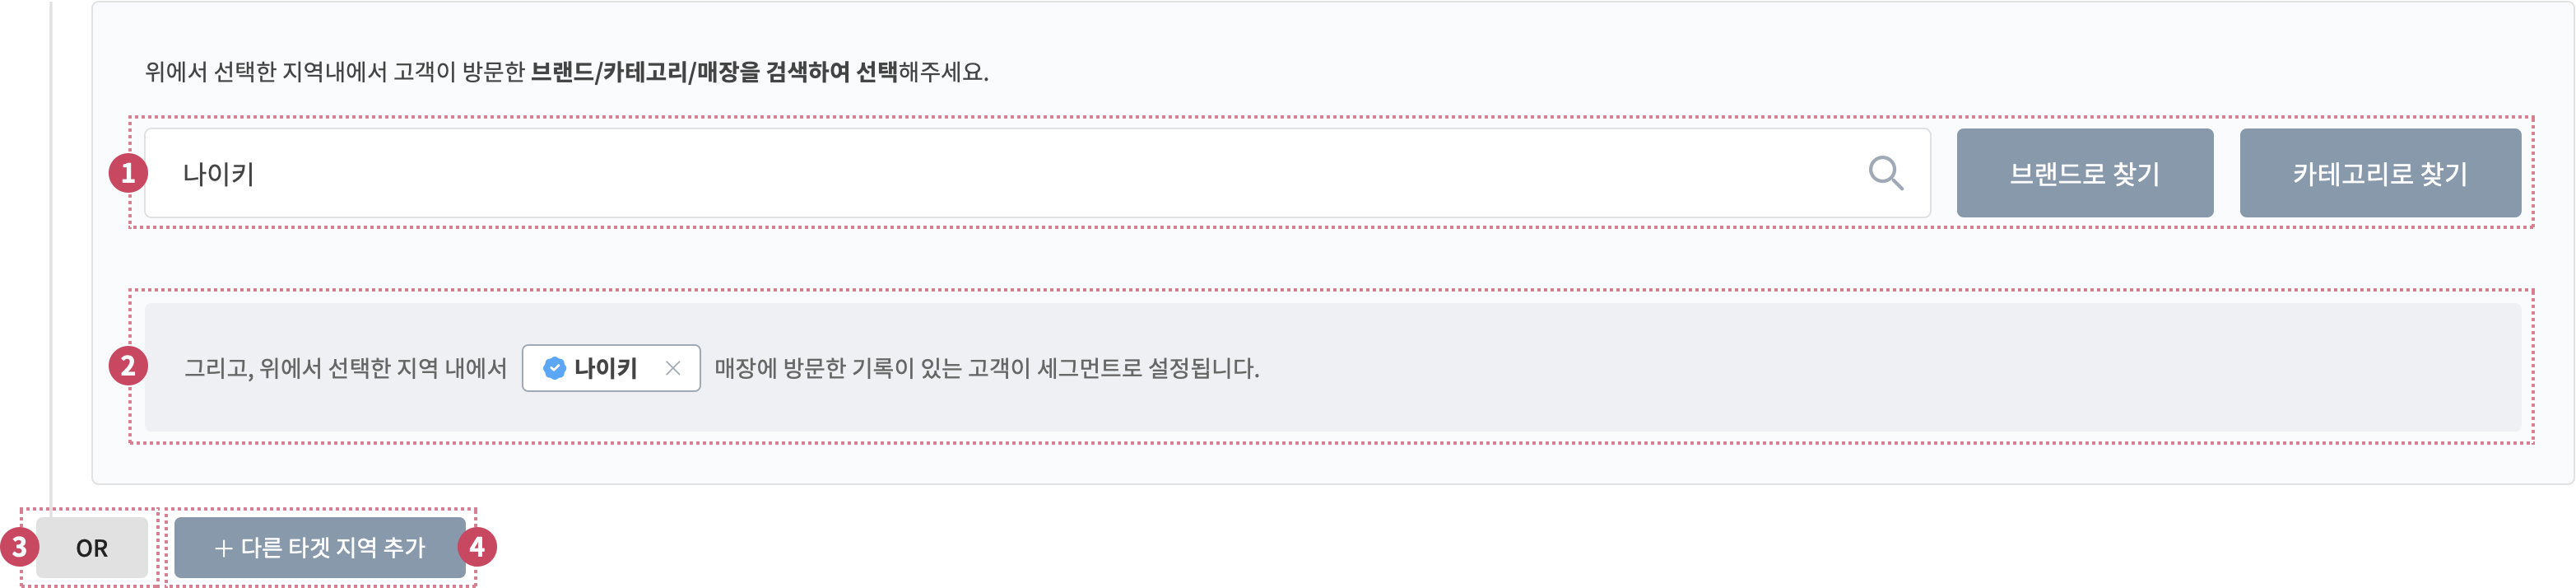 위에서 선택한 지역내에서 고객이 방문한 브랜드/카테고리/매장을 검색하여 선택해주세요.
1 나이키 브랜드로 찾기 카테고리로 찾기
2 그리고, 위에서 선택한 지역 내에서 나이키 × 매장에 방문한 기록이 있는 고객이 세그먼트로 설정됩니다.
3 OR + 다른 타겟 지역 추가 4